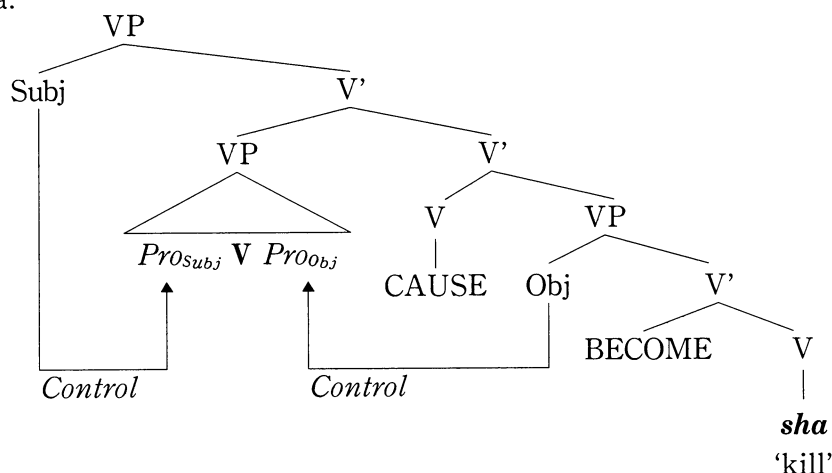 a.
VP
Subj V'
VP V'
V VP
Pro_Subj V Pro_Obj
CAUSE Obj V'
BECOME V
Control Control
sha
'kill'